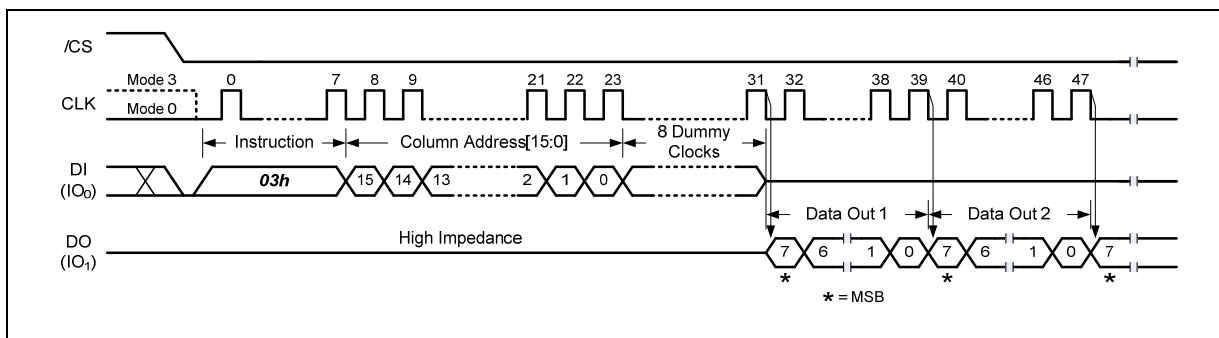 /CS
Mode 3 0 7 8 9 21 22 23 31 32 38 39 40 46 47
CLK
Mode 0
Instruction Column Address[15:0] 8 Dummy
Clocks
DI
(IO0)
03h 15 14 13 2 1 0
Data Out 1 Data Out 2
DO
(IO1)
High Impedance
7 6 1 0 7 6 1 0 7
* * *
* = MSB